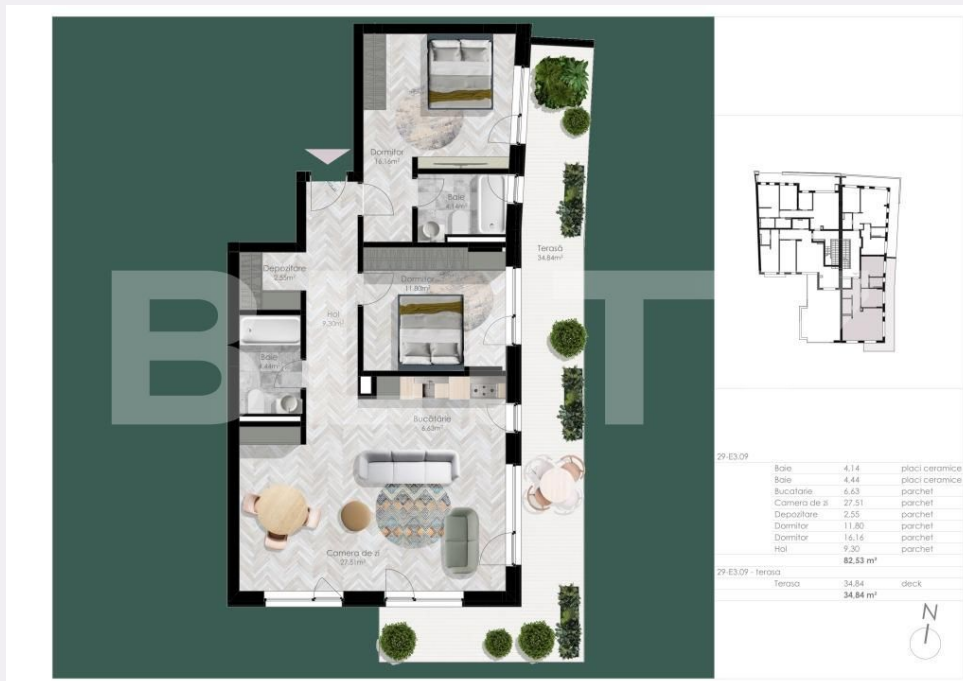 Dormitor
16.16m²
Baie
4.14m²
Terasă
34.84m²
Depozitare
2.55m²
Dormitor
11.80m²
Hol
9.30m²
Baie
4.44m²
Bucătărie
6.63m²
Camera de zi
27.51m²
29-E3.09
Baie 4,14 placi ceramice
Baie 4,44 placi ceramice
Bucatarie 6,63 parchet
Camera de zi 27,51 parchet
Depozitare 2,55 parchet
Dormitor 11,80 parchet
Dormitor 16,16 parchet
Hol 9,30 parchet
82,53 m²
29-E3.09 - terasa
Terasa 34,84 deck
34,84 m²
N